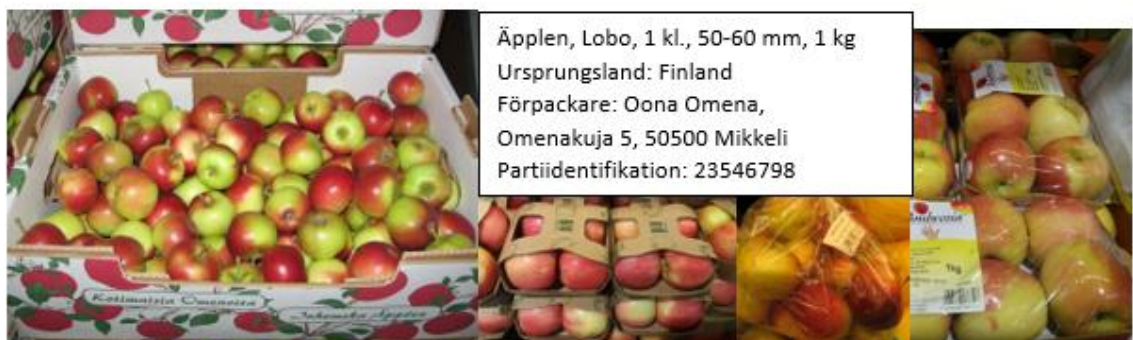 Äpplen, Lobo, 1 kl., 50-60 mm, 1 kg
Ursprungsland: Finland
Förpackare: Oona Omena,
Omenakuja 5, 50500 Mikkeli
Partiidentifikation: 23546798
Kotimaisia Omenoita
Inhemska Äpplen
1kg